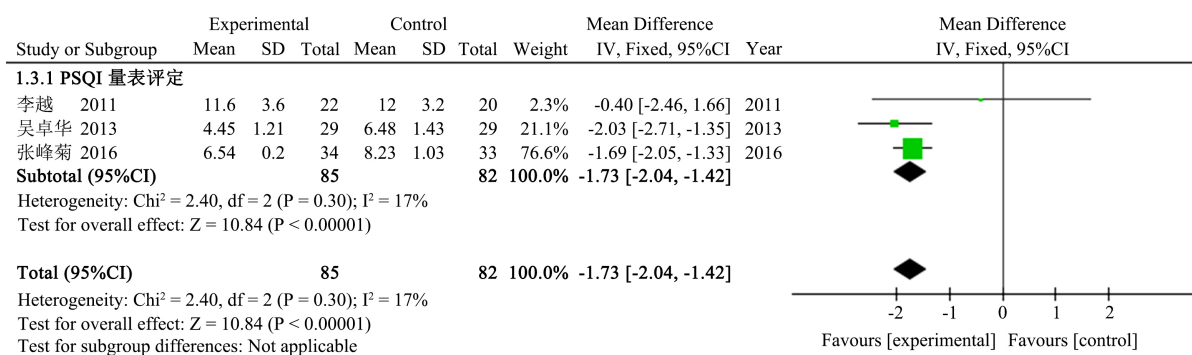 Experimental Control Mean Difference Mean Difference
Study or Subgroup Mean SD Total Mean SD Total Weight IV, Fixed, 95%CI Year IV, Fixed, 95%CI
1.3.1 PSQI 量表评定
李越 2011 11.6 3.6 22 12 3.2 20 2.3% -0.40 [-2.46, 1.66] 2011
吴卓华 2013 4.45 1.21 29 6.48 1.43 29 21.1% -2.03 [-2.71, -1.35] 2013
张峰菊 2016 6.54 0.2 34 8.23 1.03 33 76.6% -1.69 [-2.05, -1.33] 2016
Subtotal (95%CI) 85 82 100.0% -1.73 [-2.04, -1.42]
Heterogeneity: Chi² = 2.40, df = 2 (P = 0.30); I² = 17%
Test for overall effect: Z = 10.84 (P < 0.00001)
Total (95%CI) 85 82 100.0% -1.73 [-2.04, -1.42]
Heterogeneity: Chi² = 2.40, df = 2 (P = 0.30); I² = 17%
Test for overall effect: Z = 10.84 (P < 0.00001)
Test for subgroup differences: Not applicable
-2 -1 0 1 2
Favours [experimental] Favours [control]